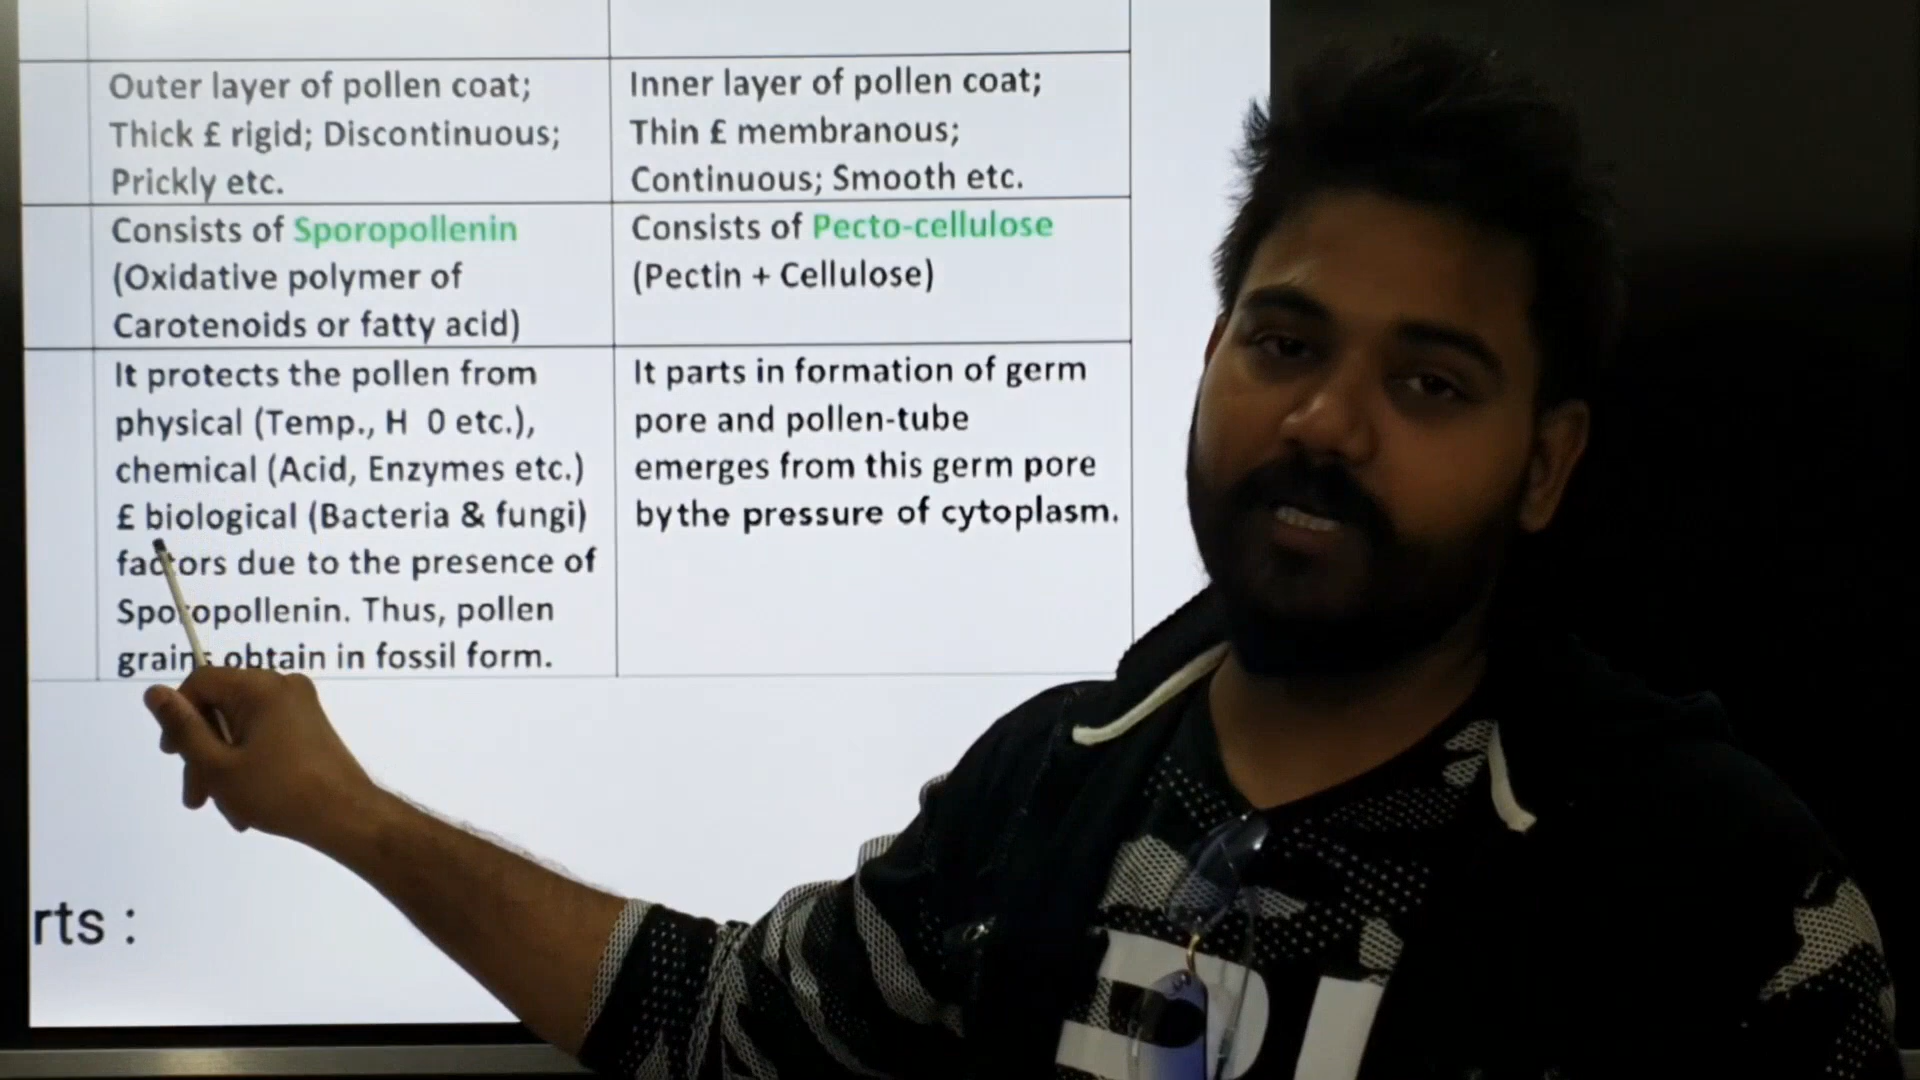 Outer layer of pollen coat;
Thick £ rigid; Discontinuous;
Prickly etc.
Inner layer of pollen coat;
Thin £ membranous;
Continuous; Smooth etc.
Consists of Sporopollenin
(Oxidative polymer of
Carotenoids or fatty acid)
Consists of Pecto-cellulose
(Pectin + Cellulose)
It protects the pollen from
physical (Temp., H 0 etc.),
chemical (Acid, Enzymes etc.)
£ biological (Bacteria & fungi)
factors due to the presence of
Sporopollenin. Thus, pollen
grains obtain in fossil form.
It parts in formation of germ
pore and pollen-tube
emerges from this germ pore
by the pressure of cytoplasm.
rts :